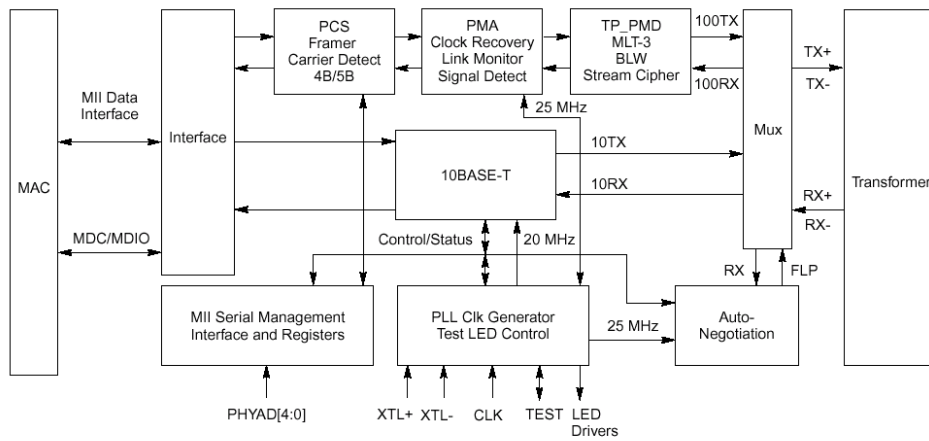 PCS
Framer
Carrier Detect
4B/5B
PMA
Clock Recovery
Link Monitor
Signal Detect
TP_PMD
MLT-3
BLW
Stream Cipher
100TX
100RX
TX+
TX-
MII Data
Interface
Interface
25 MHz
Mux
MAC
10BASE-T
10TX
10RX
Transformer
RX+
RX-
MDC/MDIO
Control/Status
20 MHz
RX
FLP
MII Serial Management
Interface and Registers
PLL Clk Generator
Test LED Control
25 MHz
Auto-
Negotiation
PHYAD[4:0]
XTL+
XTL-
CLK
TEST
LED
Drivers